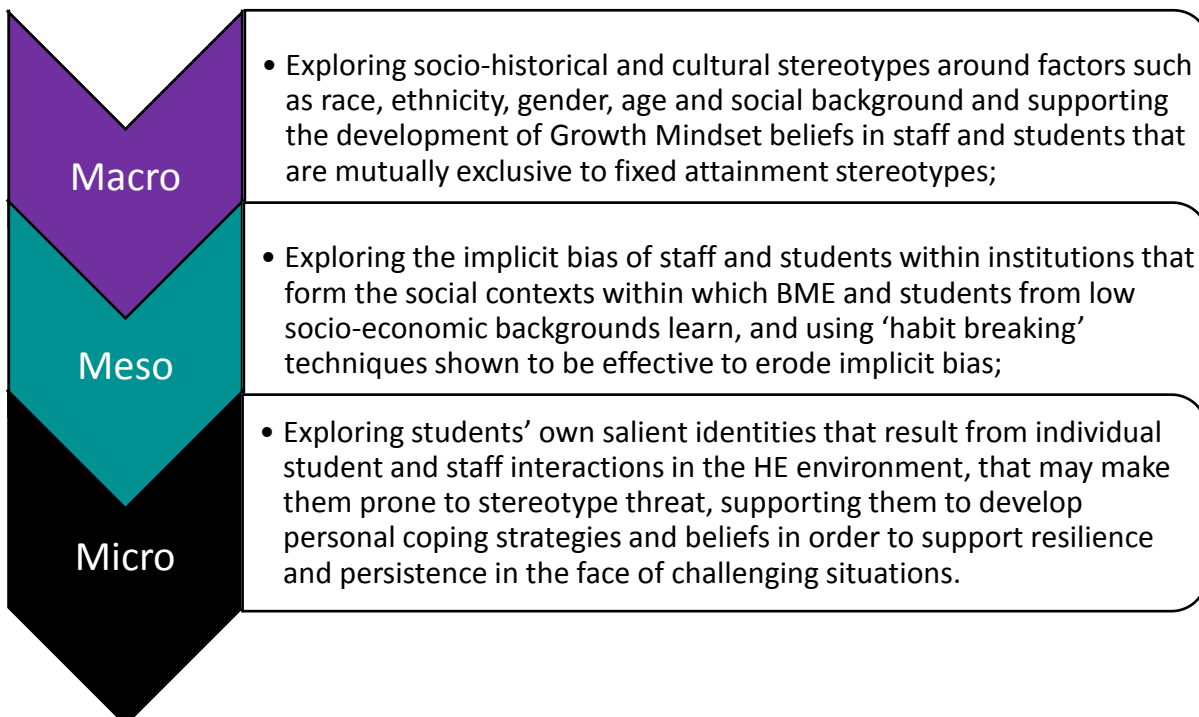 Macro
• Exploring socio-historical and cultural stereotypes around factors such
as race, ethnicity, gender, age and social background and supporting
the development of Growth Mindset beliefs in staff and students that
are mutually exclusive to fixed attainment stereotypes;
Meso
• Exploring the implicit bias of staff and students within institutions that
form the social contexts within which BME and students from low
socio-economic backgrounds learn, and using ‘habit breaking’
techniques shown to be effective to erode implicit bias;
Micro
• Exploring students’ own salient identities that result from individual
student and staff interactions in the HE environment, that may make
them prone to stereotype threat, supporting them to develop
personal coping strategies and beliefs in order to support resilience
and persistence in the face of challenging situations.